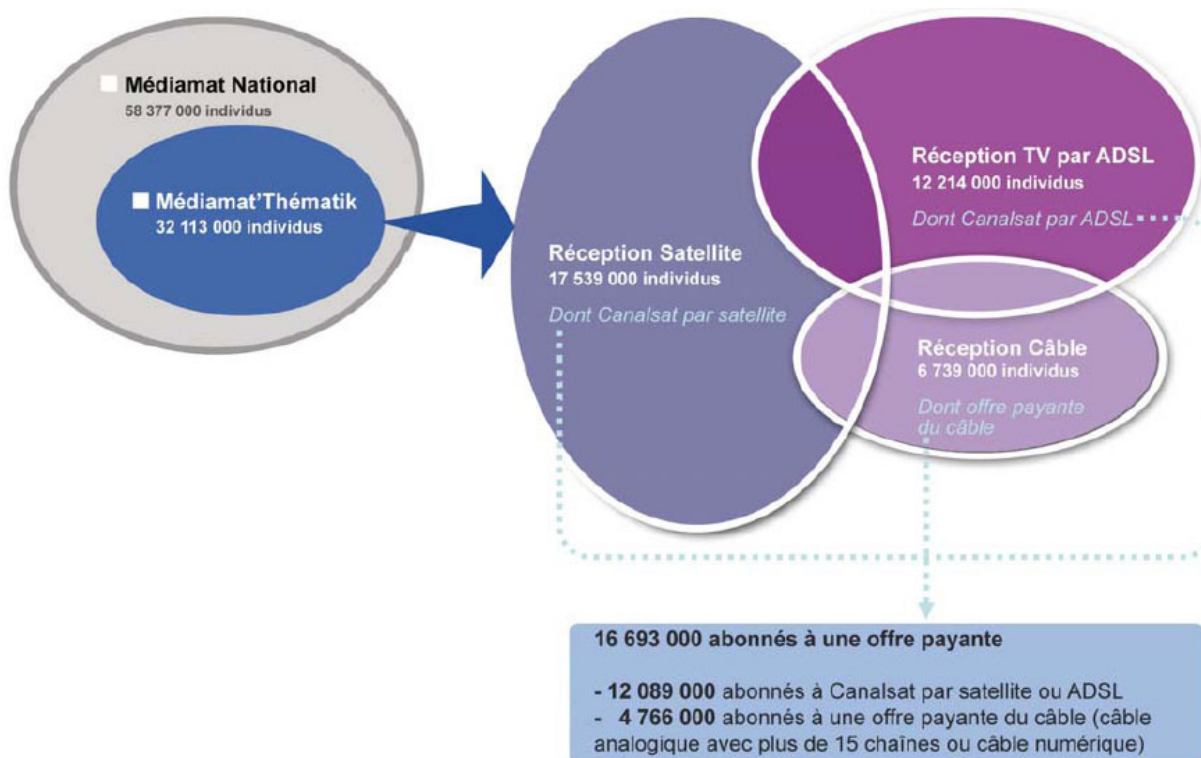 Médiamat National
58 377 000 individus
Médiamat'Thématik
32 113 000 individus
Réception Satellite
17 539 000 individus
Dont Canalsat par satellite
Réception TV par ADSL
12 214 000 individus
Dont Canalsat par ADSL
Réception Câble
6 739 000 individus
Dont offre payante
du câble
16 693 000 abonnés à une offre payante
- 12 089 000 abonnés à Canalsat par satellite ou ADSL
- 4 766 000 abonnés à une offre payante du câble (câble
analogique avec plus de 15 chaînes ou câble numérique)